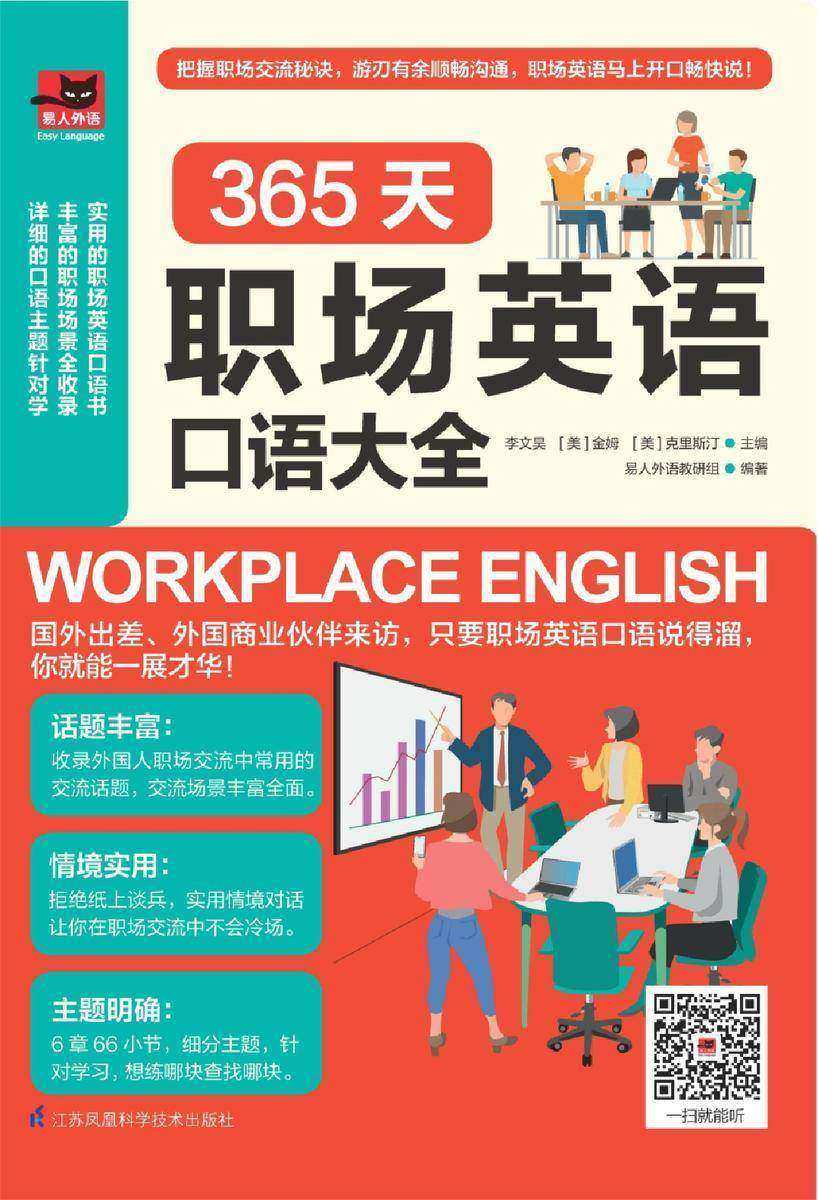 把握职场交流秘诀，游刃有余顺畅沟通，职场英语马上开口畅快说！
易人外语
Easy Language
实用的职场英语口语书
丰富的职场场景全收录
详细的口语主题针对学
365 天
职场英语
口语大全
李文昊 [美]金姆 [美]克里斯汀 ● 主编
易人外语教研组 ● 编著
WORKPLACE ENGLISH
国外出差、外国商业伙伴来访，只要职场英语口语说得溜，
你就能一展才华！
话题丰富：
收录外国人职场交流中常用的
交流话题，交流场景丰富全面。
情境实用：
拒绝纸上谈兵，实用情境对话
让你在职场交流中不会冷场。
主题明确：
6 章 66 小节，细分主题，针
对学习，想练哪块查找哪块。
江苏凤凰科学技术出版社
一扫就能听